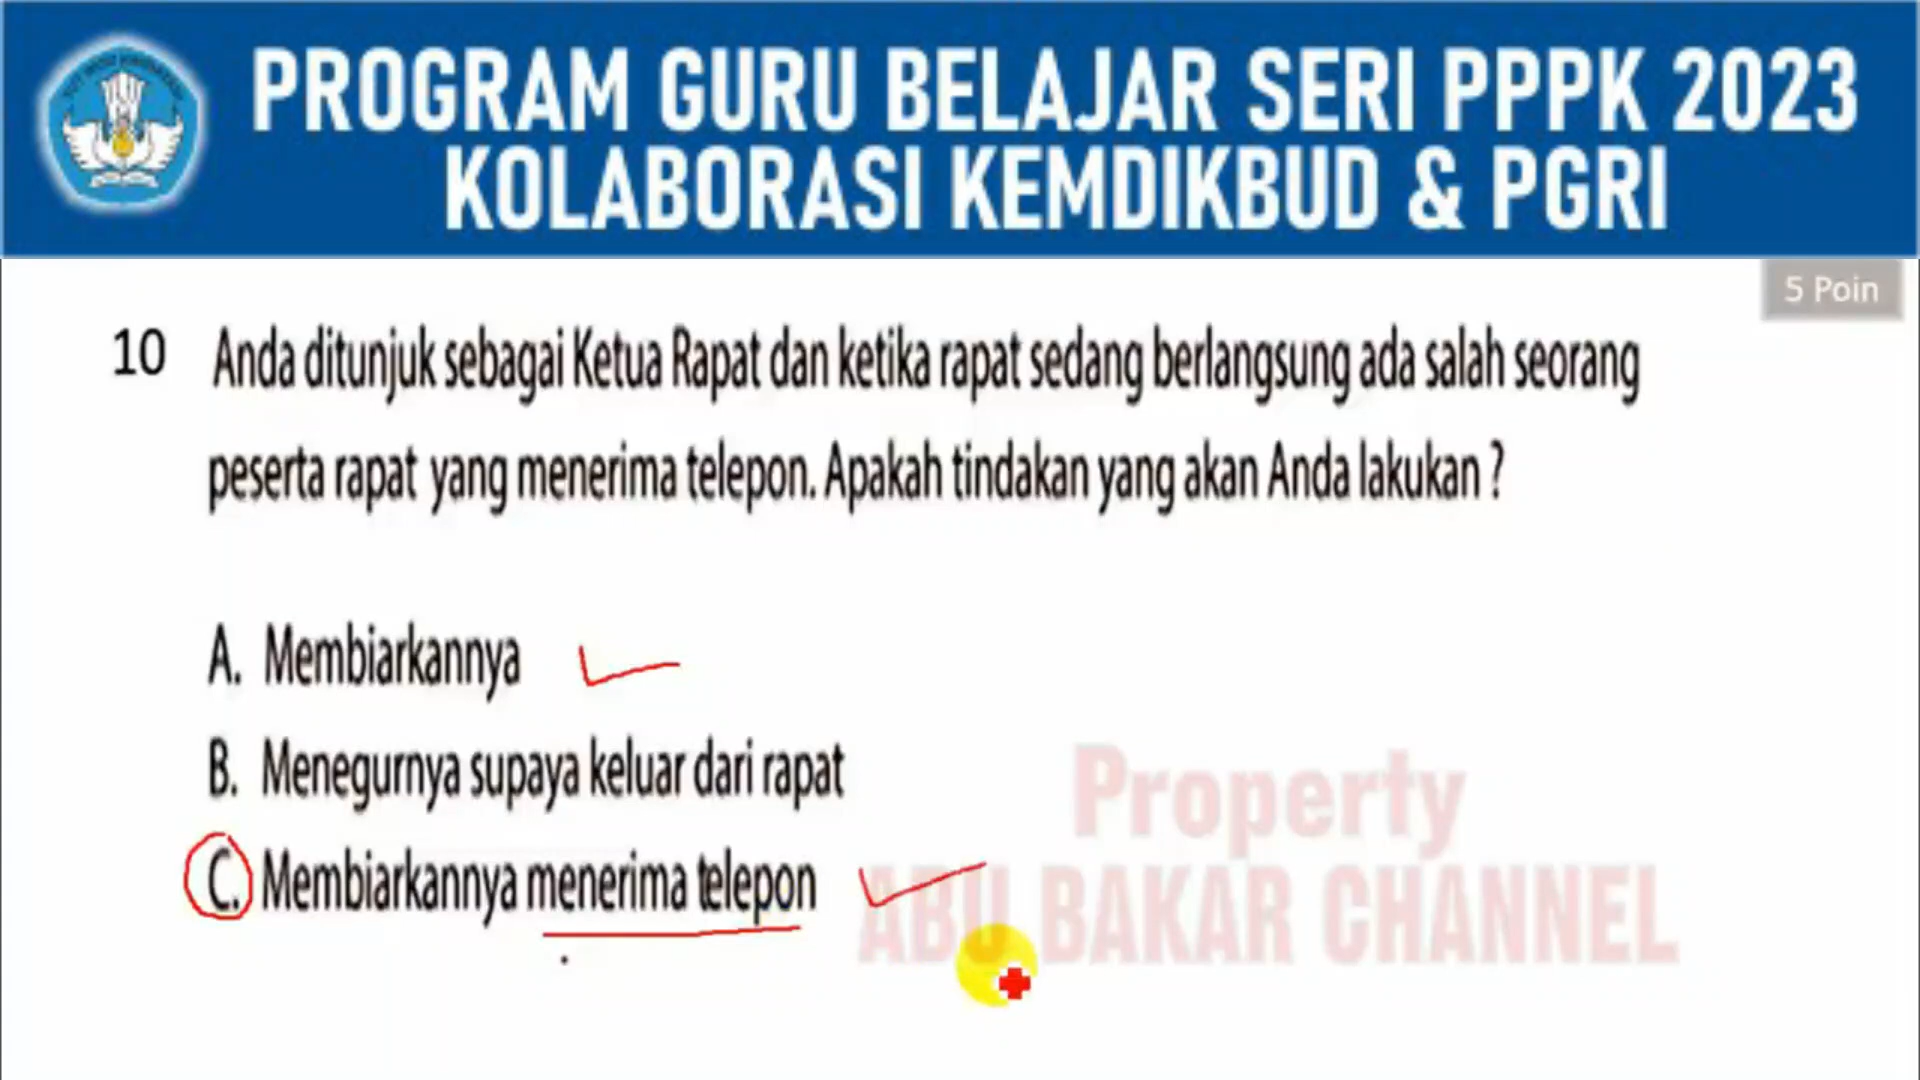 PROGRAM GURU BELAJAR SERI PPPK 2023
KOLABORASI KEMDIKBUD & PGRI
5 Poin
10 Anda ditunjuk sebagai Ketua Rapat dan ketika rapat sedang berlangsung ada salah seorang
peserta rapat yang menerima telepon. Apakah tindakan yang akan Anda lakukan ?
A. Membiarkannya
B. Menegurnya supaya keluar dari rapat
C. Membiarkannya menerima telepon
Property
ABU BAKAR CHANNEL